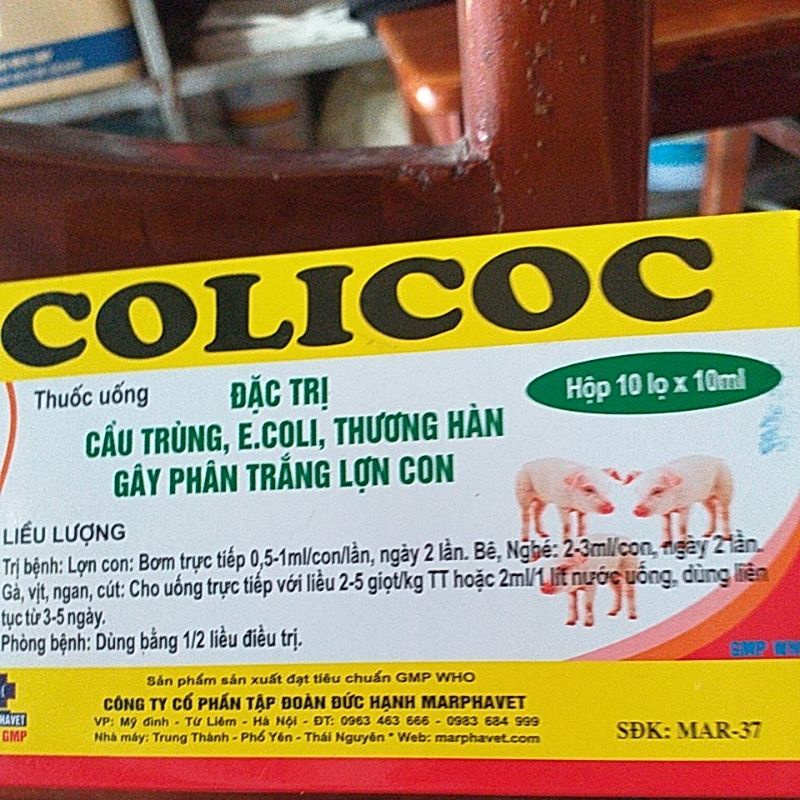 COLICOC
Thuốc uống
ĐẶC TRỊ
CẦU TRÙNG, E.COLI, THƯƠNG HÀN
GÂY PHÂN TRẮNG LỢN CON
Hộp 10 lọ x 10ml
LIỀU LƯỢNG
Trị bệnh: Lợn con: Bơm trực tiếp 0,5-1ml/con/lần, ngày 2 lần. Bê, Nghé: 2-3ml/con, ngày 2 lần.
Gà, vịt, ngan, cút: Cho uống trực tiếp với liều 2-5 giọt/kg TT hoặc 2ml/1 lít nước uống, dùng liên
tục từ 3-5 ngày.
Phòng bệnh: Dùng bằng 1/2 liều điều trị.
GMP WH
Sản phẩm sản xuất đạt tiêu chuẩn GMP WHO
CÔNG TY CỔ PHẦN TẬP ĐOÀN ĐỨC HẠNH MARPHAVET
VP: Mỹ đình - Từ Liêm - Hà Nội - ĐT: 0963 463 666 - 0983 684 999
Nhà máy: Trung Thành - Phổ Yên - Thái Nguyên * Web: marphavet.com
PHAVET
GMP
SĐK: MAR-37